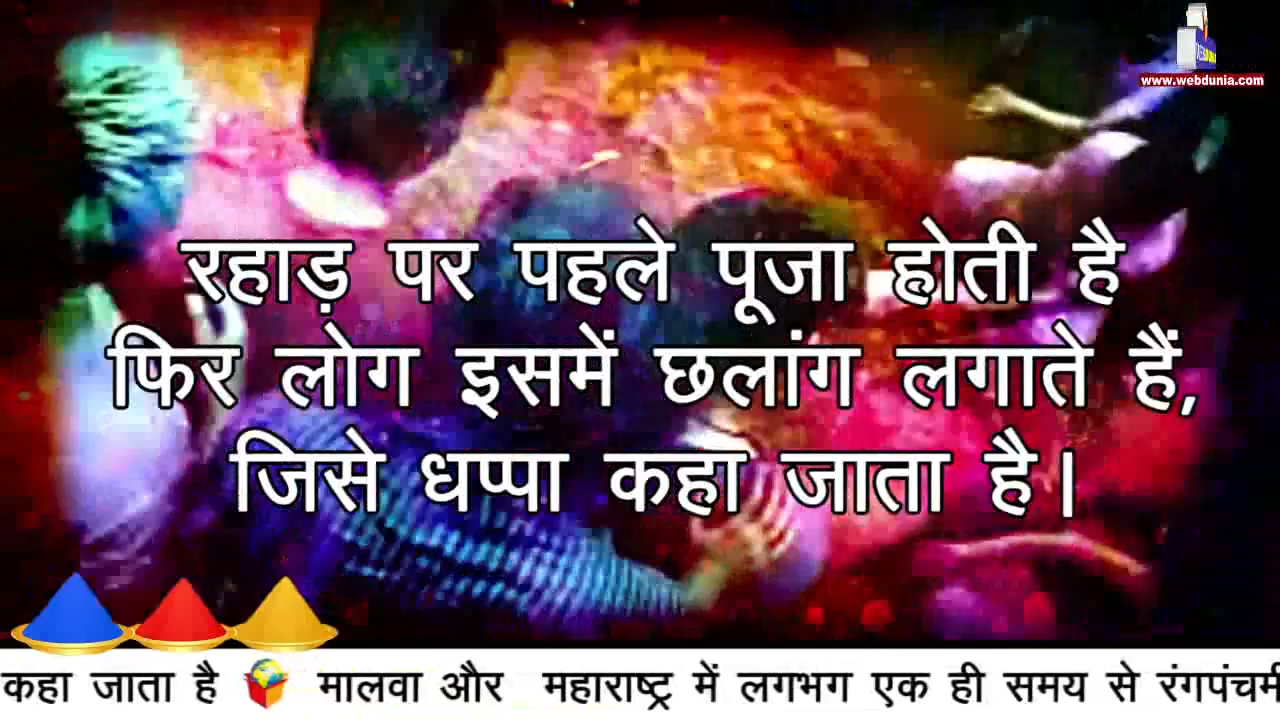 www.webdunia.com
रहाड़ पर पहले पूजा होती है
फिर लोग इसमें छलांग लगाते हैं,
जिसे धप्पा कहा जाता है।
कहा जाता है मालवा और महाराष्ट्र में लगभग एक ही समय से रंगपंचमी